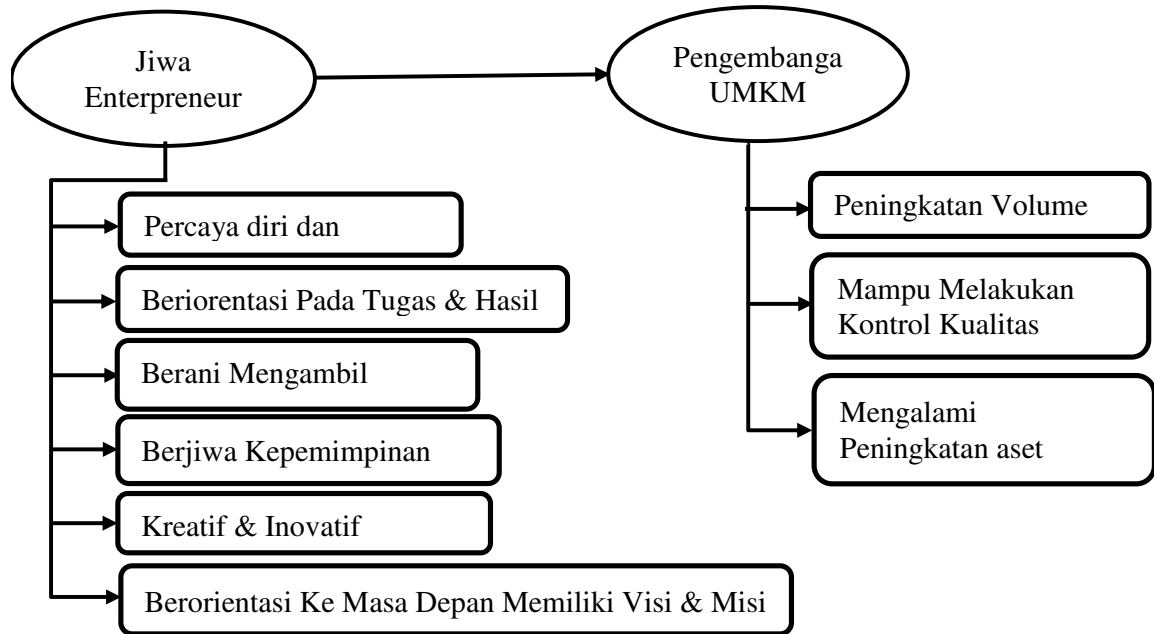 Jiwa
Enterpreneur
Pengembanga
UMKM
Percaya diri dan
Beriorentasi Pada Tugas & Hasil
Berani Mengambil
Berjiwa Kepemimpinan
Kreatif & Inovatif
Berorientasi Ke Masa Depan Memiliki Visi & Misi
Peningkatan Volume
Mampu Melakukan
Kontrol Kualitas
Mengalami
Peningkatan aset